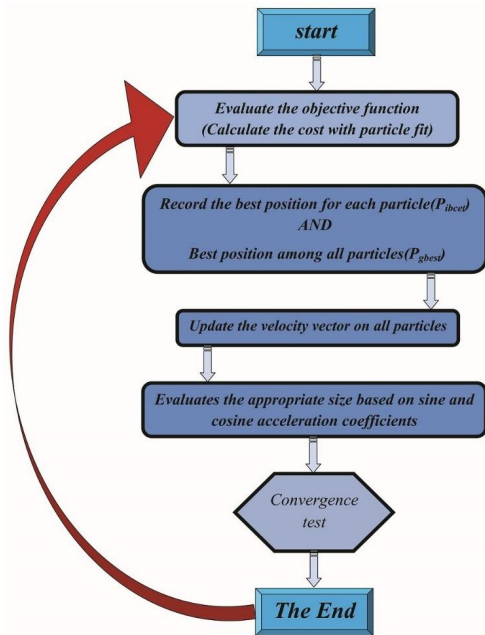 start
Evaluate the objective function
(Calculate the cost with particle fit)
Record the best position for each particle(Pibcet)
AND
Best position among all particles(Pgbest)
Update the velocity vector on all particles
Evaluates the appropriate size based on sine and
cosine acceleration coefficients
Convergence
test
The End